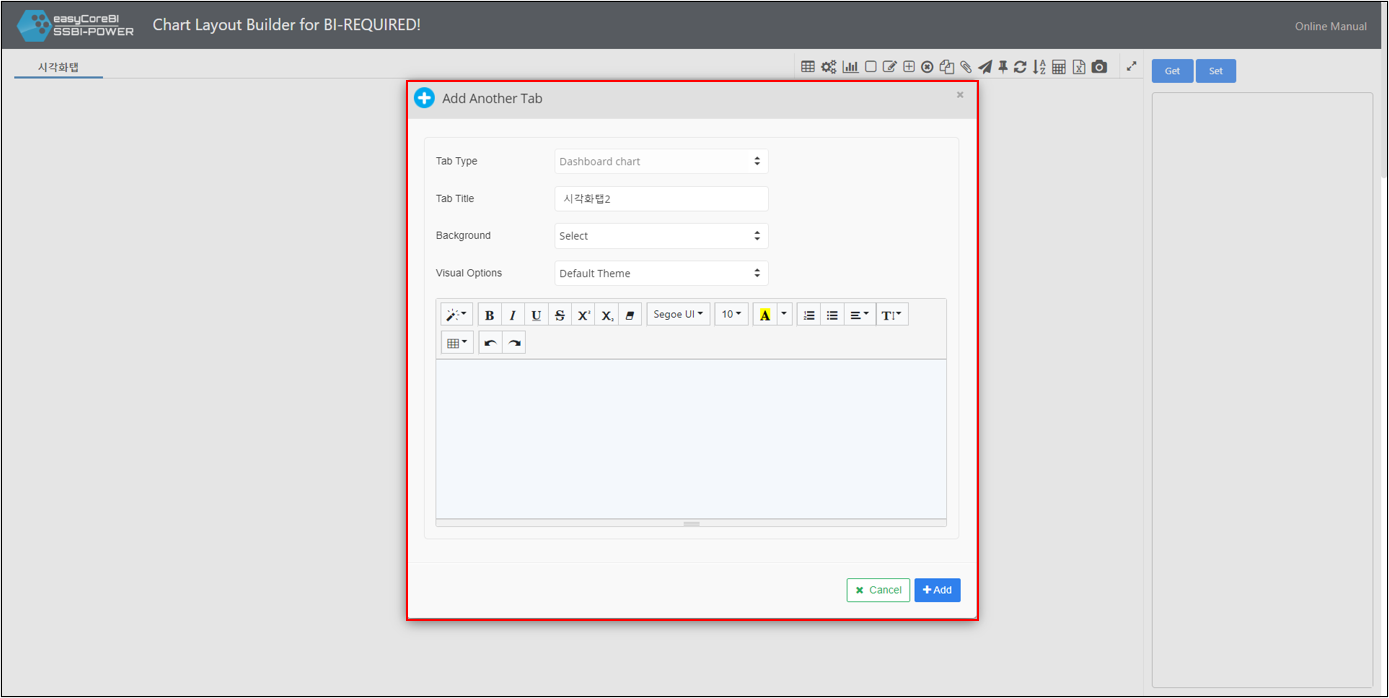 easyCoreBI
SSBI-POWER
Chart Layout Builder for BI-REQUIRED!
Online Manual
시각화탭
Get
Set
Add Another Tab
Tab Type
Dashboard chart
Tab Title
시각화탭2
Background
Select
Visual Options
Default Theme
B I U S X² X, Segoe UI 10 A T
Cancel
Add